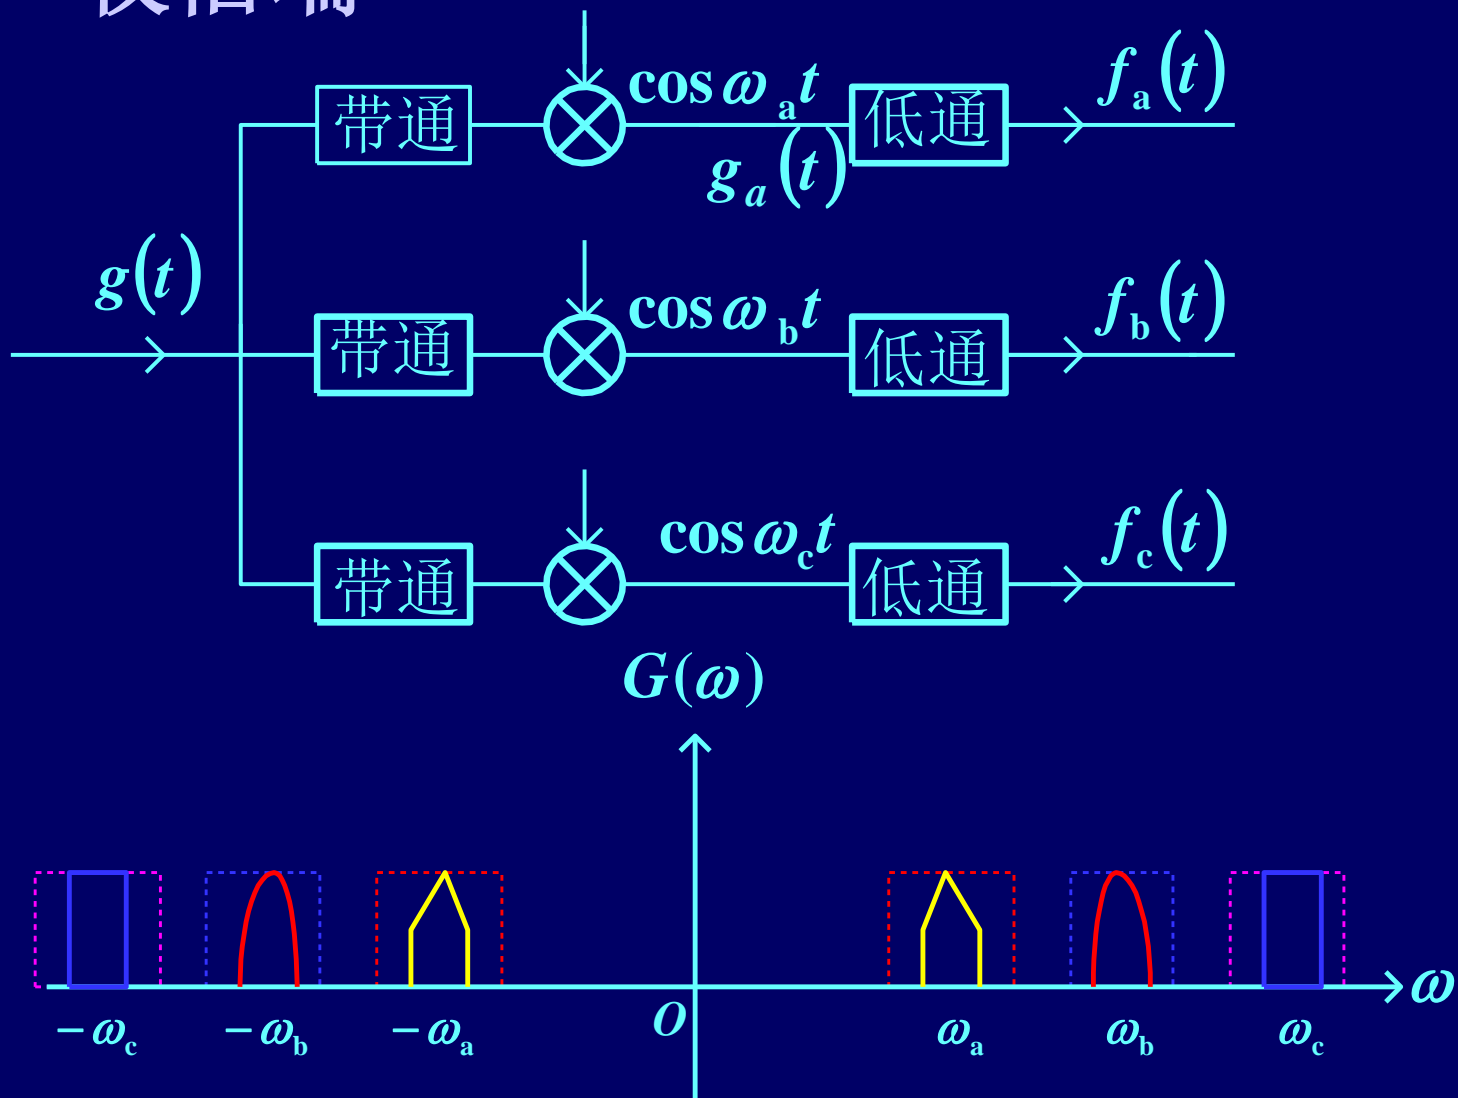 cos ω_a t
带通
低通
f_a(t)
g_a(t)
g(t)
cos ω_b t
带通
低通
f_b(t)
cos ω_c t
带通
低通
f_c(t)
G(ω)
−ω_c −ω_b −ω_a O ω_a ω_b ω_c ω